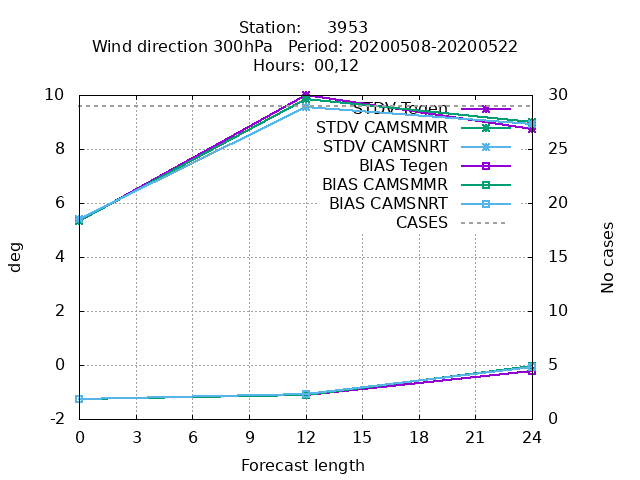 Station: 3953
Wind direction 300hPa Period: 20200508-20200522
Hours: 00,12
10 30
STDV Tegen
STDV CAMSMMR
8 25
STDV CAMSNRT
BIAS Tegen
BIAS CAMSMMR
6 20
BIAS CAMSNRT
CASES
4 15
deg
No cases
2 10
0 5
-2 0
0 3 6 9 12 15 18 21 24
Forecast length